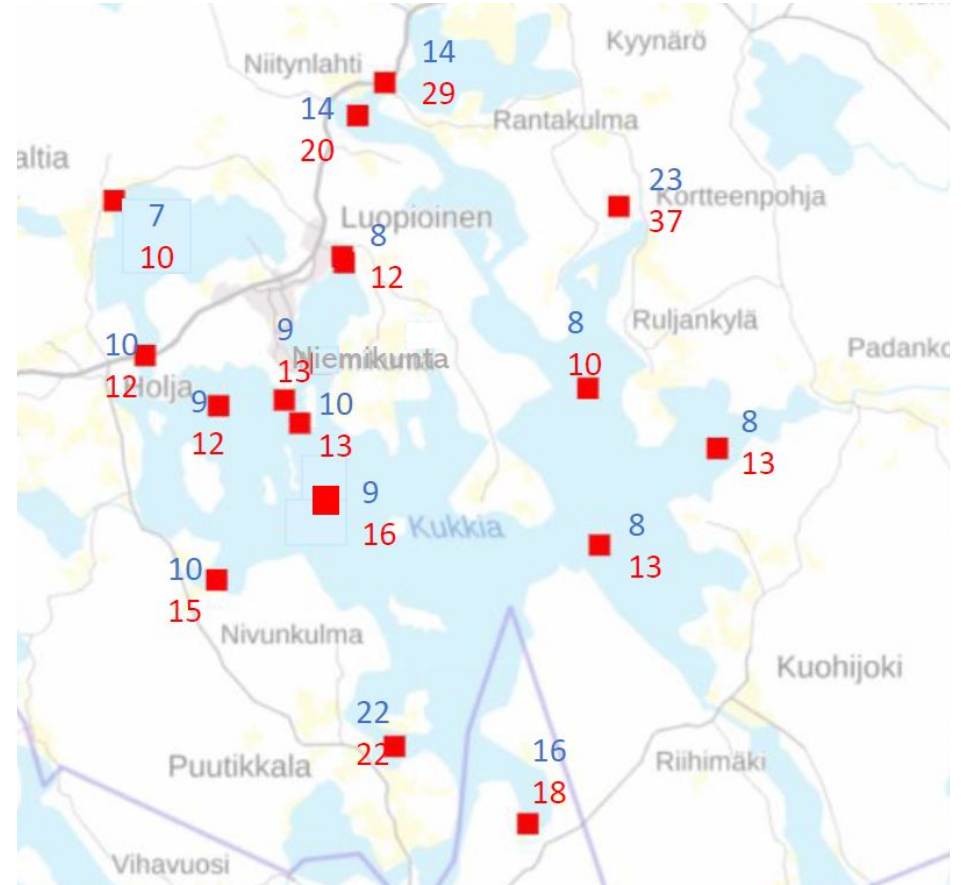 Kyynärö
14
Niitynlahti
29
14
Rantakulma
20
altia
23
Kortteenpohja
37
7
Luopioinen
8
10
12
9
8
Ruljankylä
10
Niemikunta
Padanko
12
Holja
13
10
9
10
8
12
13
13
9
16
Kukkia
8
13
10
15
Nivunkulma
Kuohijoki
22
22
16
Puutikkala
Riihimäki
18
Vihavuosi